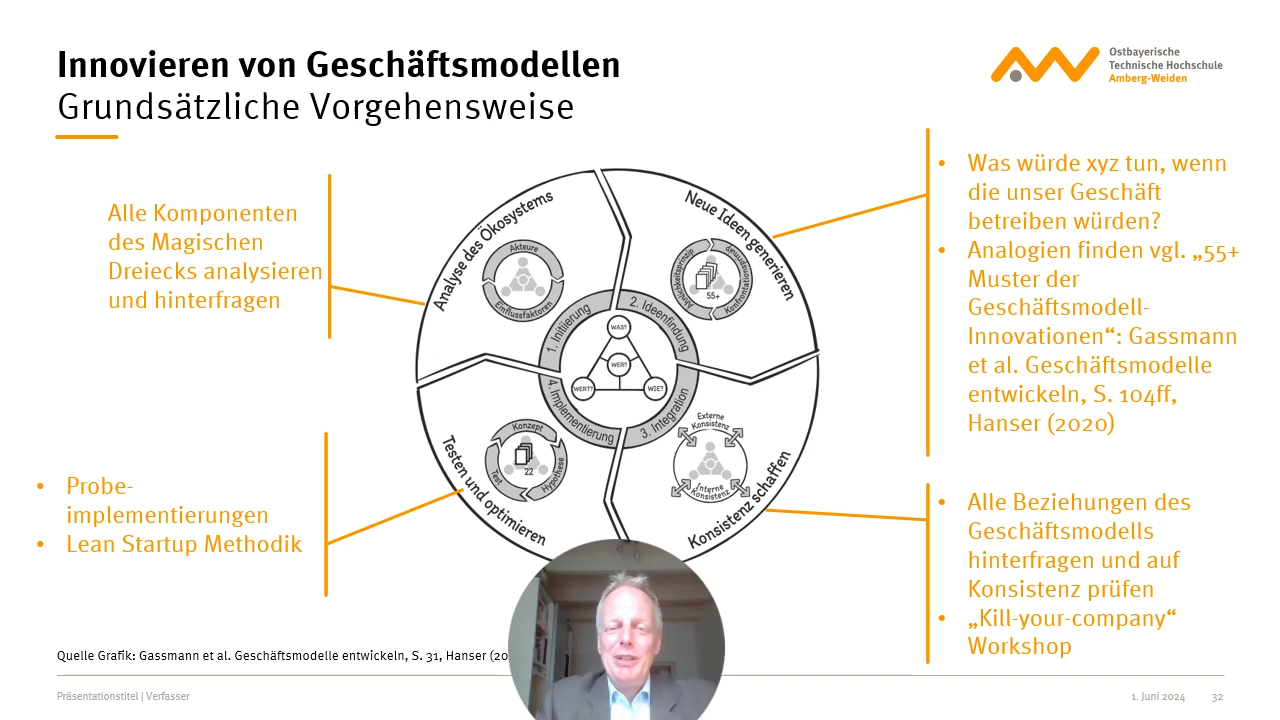 Innovieren von Geschäftsmodellen
Grundsätzliche Vorgehensweise
Ostbayerische
Technische Hochschule
Amberg-Weiden
Alle Komponenten
des Magischen
Dreiecks analysieren
und hinterfragen
• Probe-
implementierungen
• Lean Startup Methodik
Analyse des Ökosystems
Akteure
Einflussfaktoren
1. Initiierung
Neue Ideen generieren
Ähnlichkeitsprinzip
Konfrontationsprinzip
55+
2. Ideenfindung
WAS?
WER?
WERT?
WIE?
4. Implementierung
3. Integration
Konzept
Hypothese
Test
22
Testen und optimieren
Externe
Konsistenz
Interne
Konsistenz
Konsistenz schaffen
• Was würde xyz tun, wenn
die unser Geschäft
betreiben würden?
• Analogien finden vgl. „55+
Muster der
Geschäftsmodell-
Innovationen“: Gassmann
et al. Geschäftsmodelle
entwickeln, S. 104ff,
Hanser (2020)
• Alle Beziehungen des
Geschäftsmodells
hinterfragen und auf
Konsistenz prüfen
• „Kill-your-company“
Workshop
Quelle Grafik: Gassmann et al. Geschäftsmodelle entwickeln, S. 31, Hanser (20
Präsentationstitel | Verfasser
1. Juni 2024
32